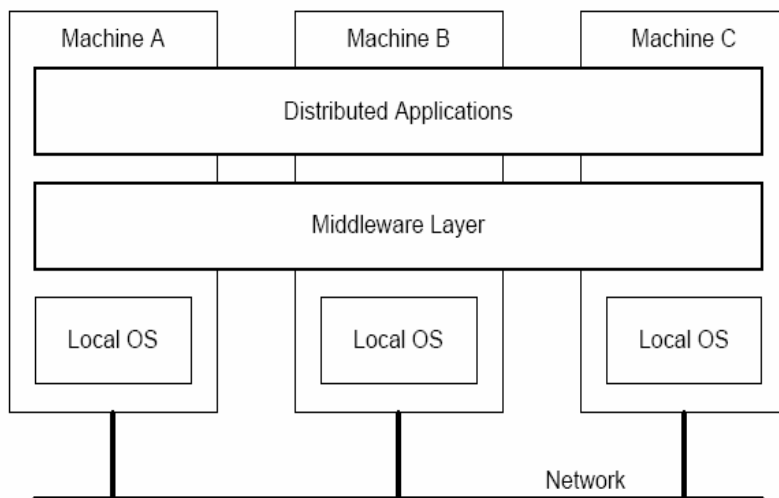 Machine A
Machine B
Machine C
Distributed Applications
Middleware Layer
Local OS
Local OS
Local OS
Network